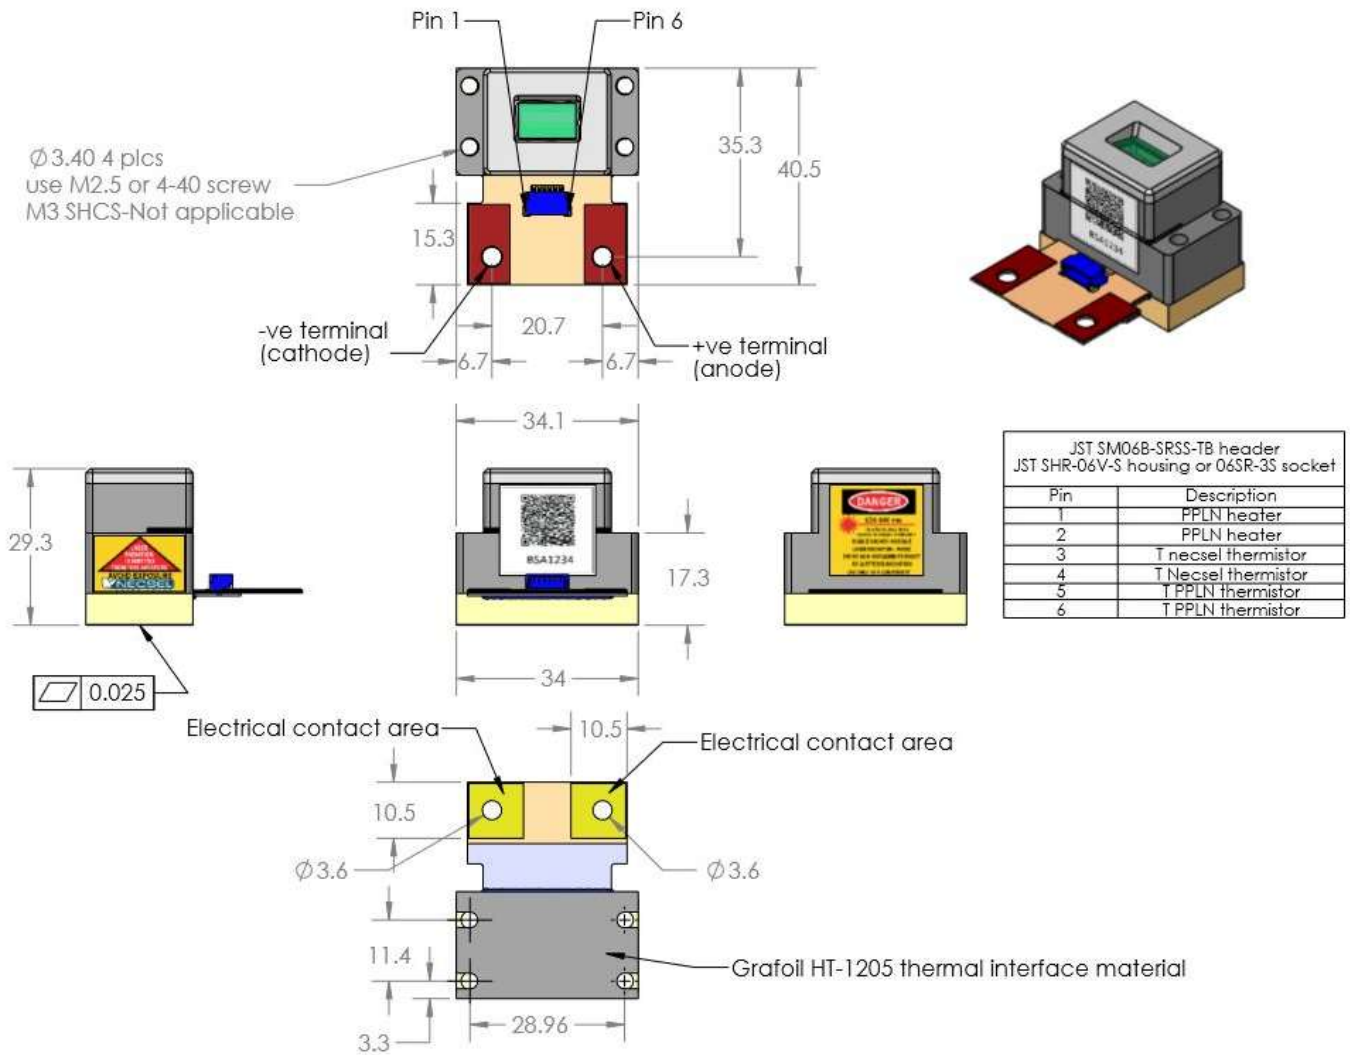 Pin 1
Pin 6
Ø3.40 4 plcs
use M2.5 or 4-40 screw
M3 SHCS-Not applicable
35.3
40.5
15.3
-ve terminal
(cathode)
20.7
6.7
6.7
+ve terminal
(anode)
BSA1234
34.1
29.3
AVOID EXPOSURE
NECSEL
BSA1234
17.3
34
DANGER
0.025
JST SM06B-SRSS-TB header
JST SHR-06V-S housing or 06SR-3S socket
Pin Description
1 PPLN heater
2 PPLN heater
3 T necsel thermistor
4 T Necsel thermistor
5 T PPLN thermistor
6 T PPLN thermistor
Electrical contact area
10.5
Electrical contact area
10.5
Ø3.6
Ø3.6
11.4
Grafoil HT-1205 thermal interface material
28.96
3.3